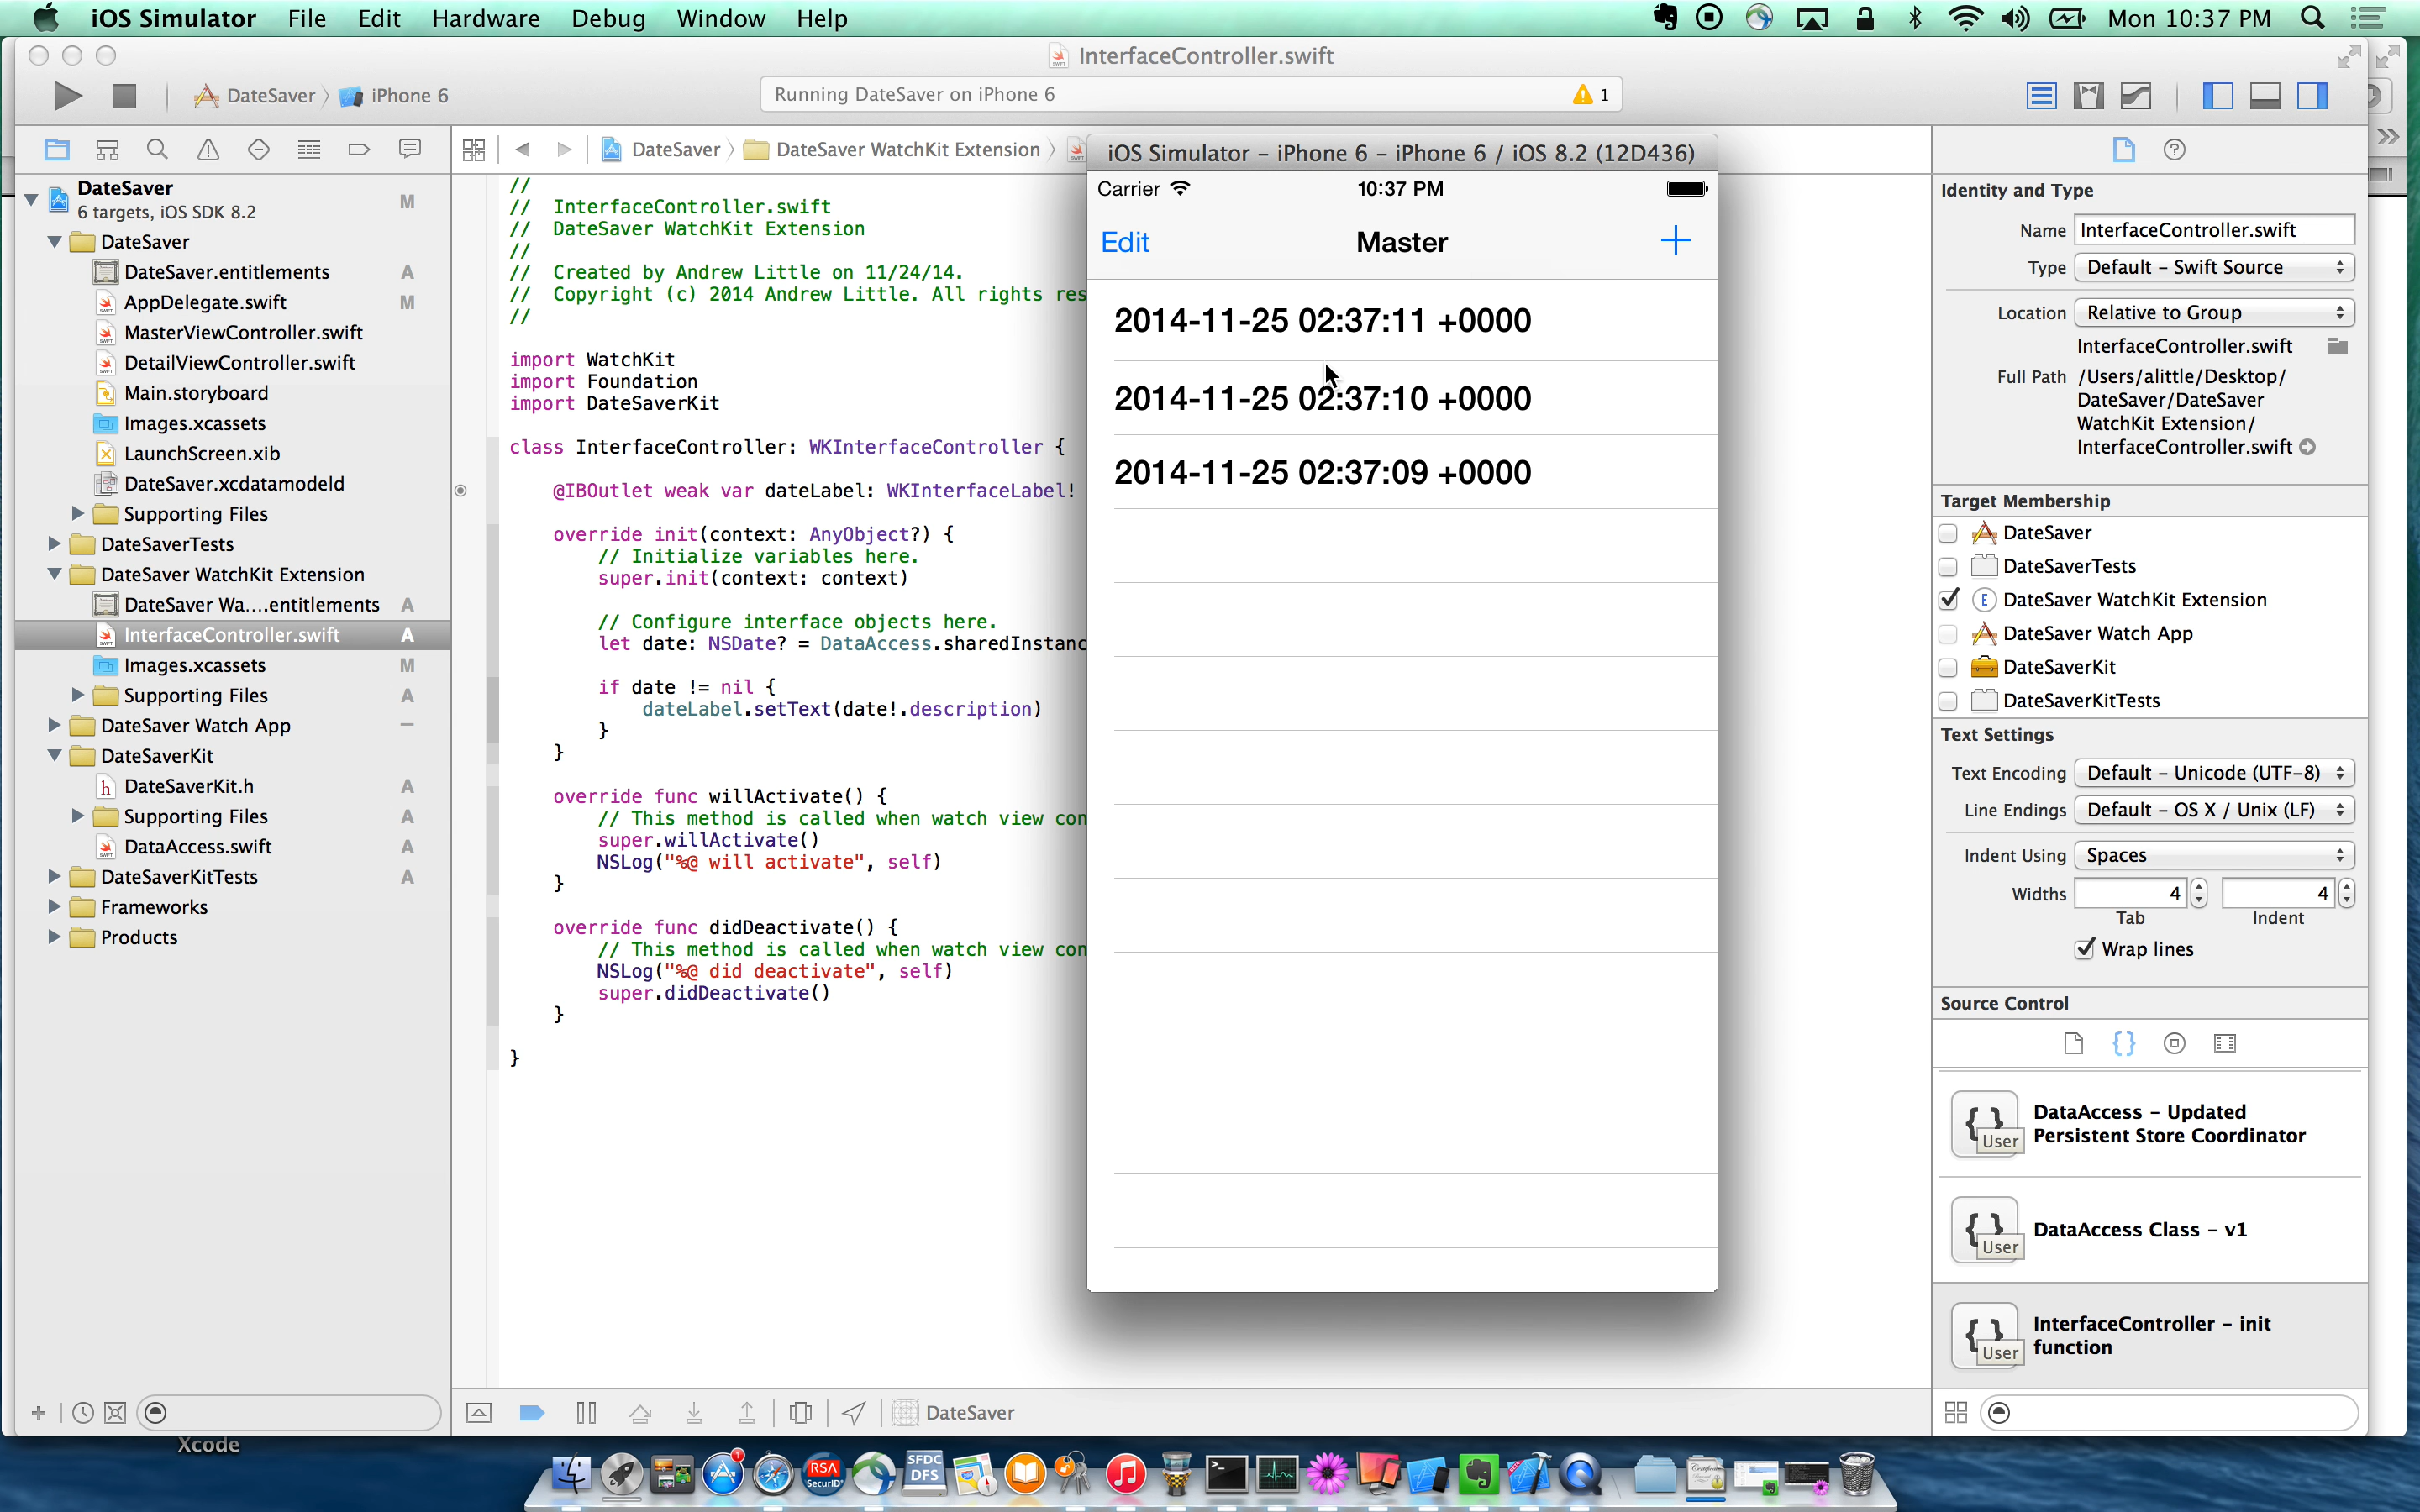 iOS Simulator File Edit Hardware Debug Window Help Mon 10:37 PM
InterfaceController.swift
DateSaver iPhone 6
Running DateSaver on iPhone 6 1
DateSaver DateSaver WatchKit Extension
DateSaver
6 targets, iOS SDK 8.2 M
DateSaver
DateSaver.entitlements A
AppDelegate.swift M
MasterViewController.swift
DetailViewController.swift
Main.storyboard
Images.xcassets
LaunchScreen.xib
DateSaver.xcdatamodeld
Supporting Files
DateSaverTests
DateSaver WatchKit Extension
DateSaver Wa....entitlements A
InterfaceController.swift A
Images.xcassets M
Supporting Files A
DateSaver Watch App –
DateSaverKit
DateSaverKit.h A
Supporting Files A
DataAccess.swift A
DateSaverKitTests A
Frameworks
Products
//
// InterfaceController.swift
// DateSaver WatchKit Extension
//
// Created by Andrew Little on 11/24/14.
// Copyright (c) 2014 Andrew Little. All rights res
//
import WatchKit
import Foundation
import DateSaverKit
class InterfaceController: WKInterfaceController {
@IBOutlet weak var dateLabel: WKInterfaceLabel!
override init(context: AnyObject?) {
// Initialize variables here.
super.init(context: context)
// Configure interface objects here.
let date: NSDate? = DataAccess.sharedInstanc
if date != nil {
dateLabel.setText(date!.description)
}
}
override func willActivate() {
// This method is called when watch view con
super.willActivate()
NSLog("%@ will activate", self)
}
override func didDeactivate() {
// This method is called when watch view con
NSLog("%@ did deactivate", self)
super.didDeactivate()
}
}
iOS Simulator – iPhone 6 – iPhone 6 / iOS 8.2 (12D436)
Carrier 10:37 PM
Edit Master +
2014-11-25 02:37:11 +0000
2014-11-25 02:37:10 +0000
2014-11-25 02:37:09 +0000
Identity and Type
Name InterfaceController.swift
Type Default – Swift Source
Location Relative to Group
InterfaceController.swift
Full Path /Users/alittle/Desktop/
DateSaver/DateSaver
WatchKit Extension/
InterfaceController.swift
Target Membership
DateSaver
DateSaverTests
E DateSaver WatchKit Extension
DateSaver Watch App
DateSaverKit
DateSaverKitTests
Text Settings
Text Encoding Default – Unicode (UTF-8)
Line Endings Default – OS X / Unix (LF)
Indent Using Spaces
Widths 4 4
Tab Indent
Wrap lines
Source Control
{ } User
DataAccess – Updated
Persistent Store Coordinator
{ } User
DataAccess Class – v1
{ } User
InterfaceController – init
function
DateSaver
Xcode
1
RSA
SecurID
SFDC
DFS